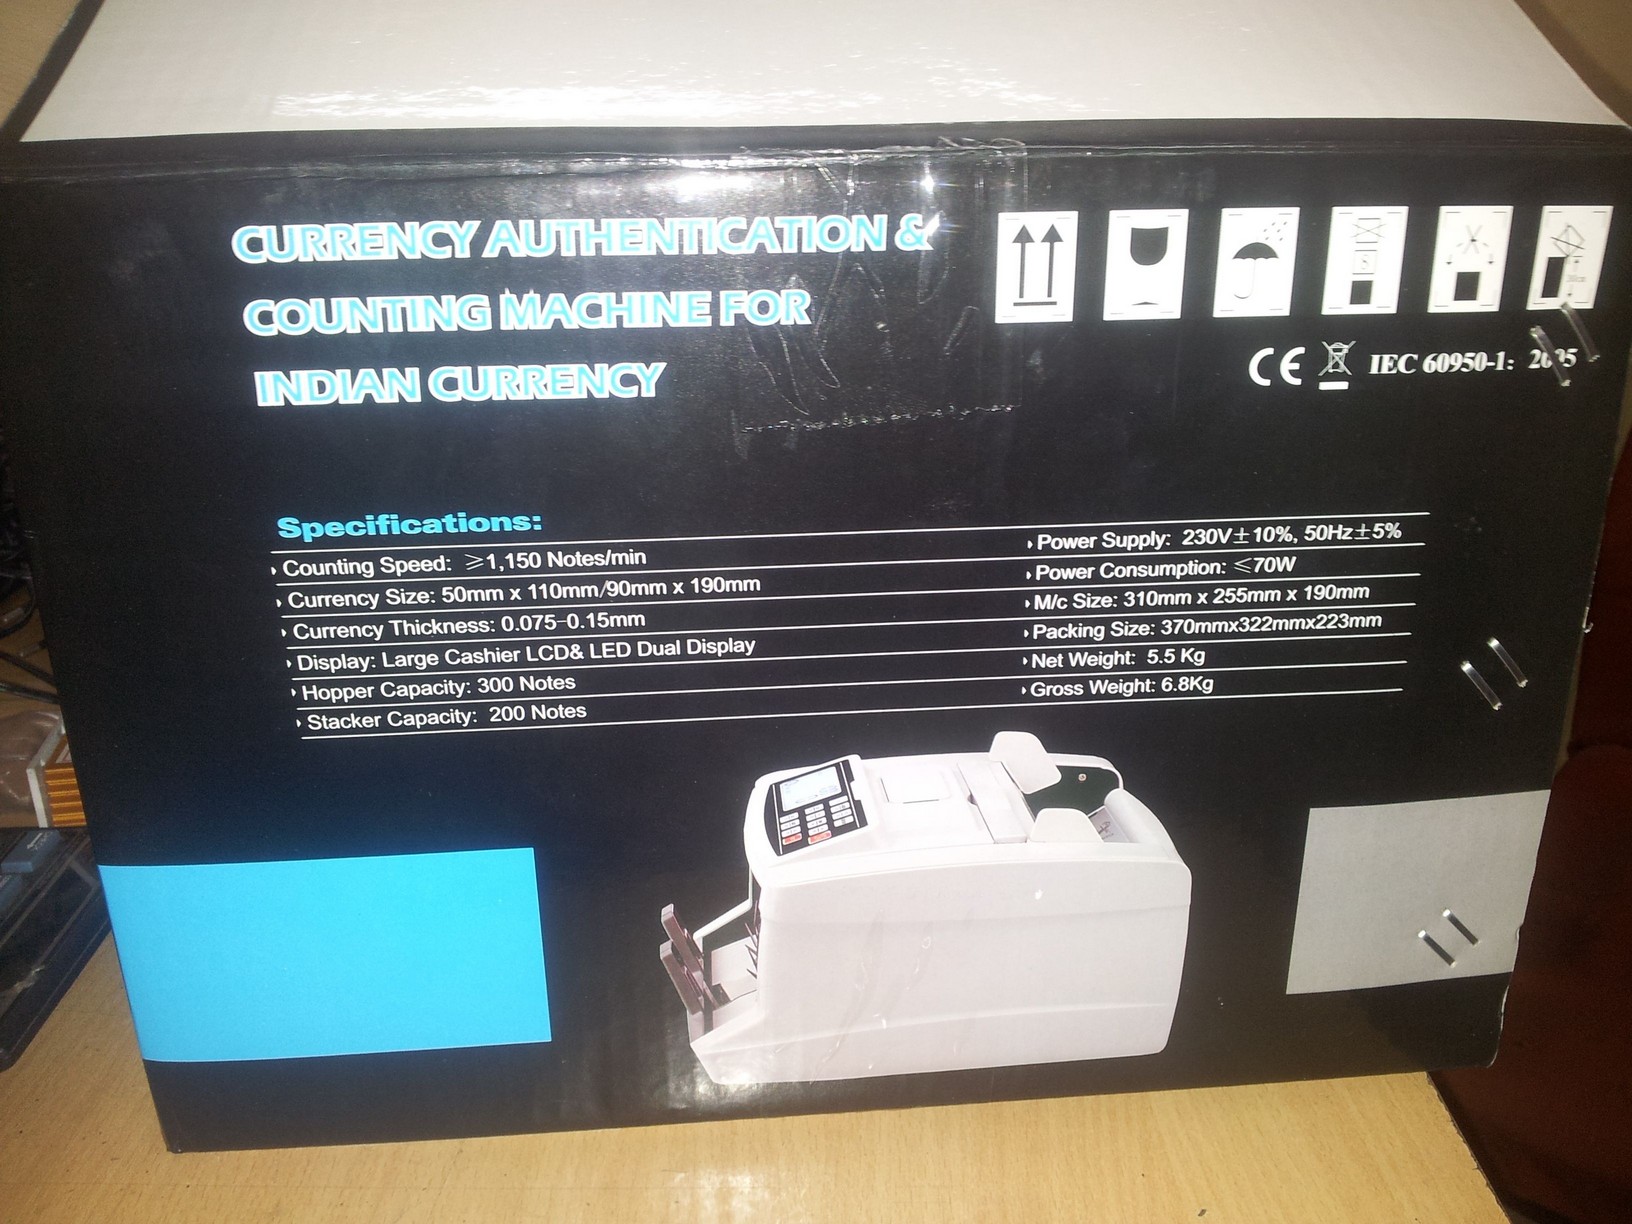 CURRENCY AUTHENTICATION &
COUNTING MACHINE FOR
INDIAN CURRENCY
CE IEC 60950-1:
Specifications:
Counting Speed: ≥1,150 Notes/min
Currency Size: 50mm x 110mm/90mm x 190mm
Currency Thickness: 0.075-0.15mm
Display: Large Cashier LCD& LED Dual Display
Hopper Capacity: 300 Notes
Stacker Capacity: 200 Notes
Power Supply: 230V±10%, 50Hz±5%
Power Consumption: ≤70W
M/c Size: 310mm x 255mm x 190mm
Packing Size: 370mmx322mmx223mm
Net Weight: 5.5 Kg
Gross Weight: 6.8Kg